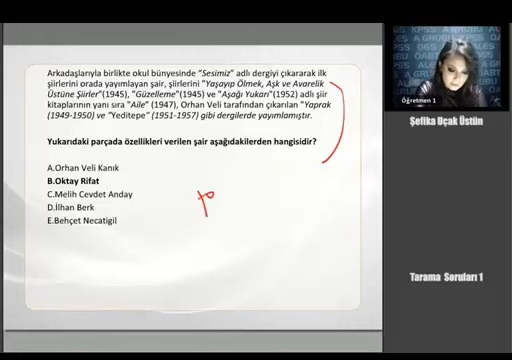 Arkadaşlarıyla birlikte okul bünyesinde "Sesimiz" adlı dergiyi çıkararak ilk
şiirlerini orada yayımlayan şair, şiirlerini "Yaşayıp Ölmek, Aşk ve Avarelik
Üstüne Şiirler"(1945), "Güzelleme"(1945) ve "Aşağı Yukarı"(1952) adlı şiir
kitaplarının yanı sıra "Aile" (1947), Orhan Veli tarafından çıkarılan "Yaprak
(1949-1950) ve "Yeditepe" (1951-1957) gibi dergilerde yayımlamıştır.
Yukarıdaki parçada özellikleri verilen şair aşağıdakilerden hangisidir?
A.Orhan Veli Kanık
B.Oktay Rifat
C.Melih Cevdet Anday
D.İlhan Berk
E.Behçet Necatigil
Öğretmen 1
Şefika Uçak Üstün
Tarama Soruları 1